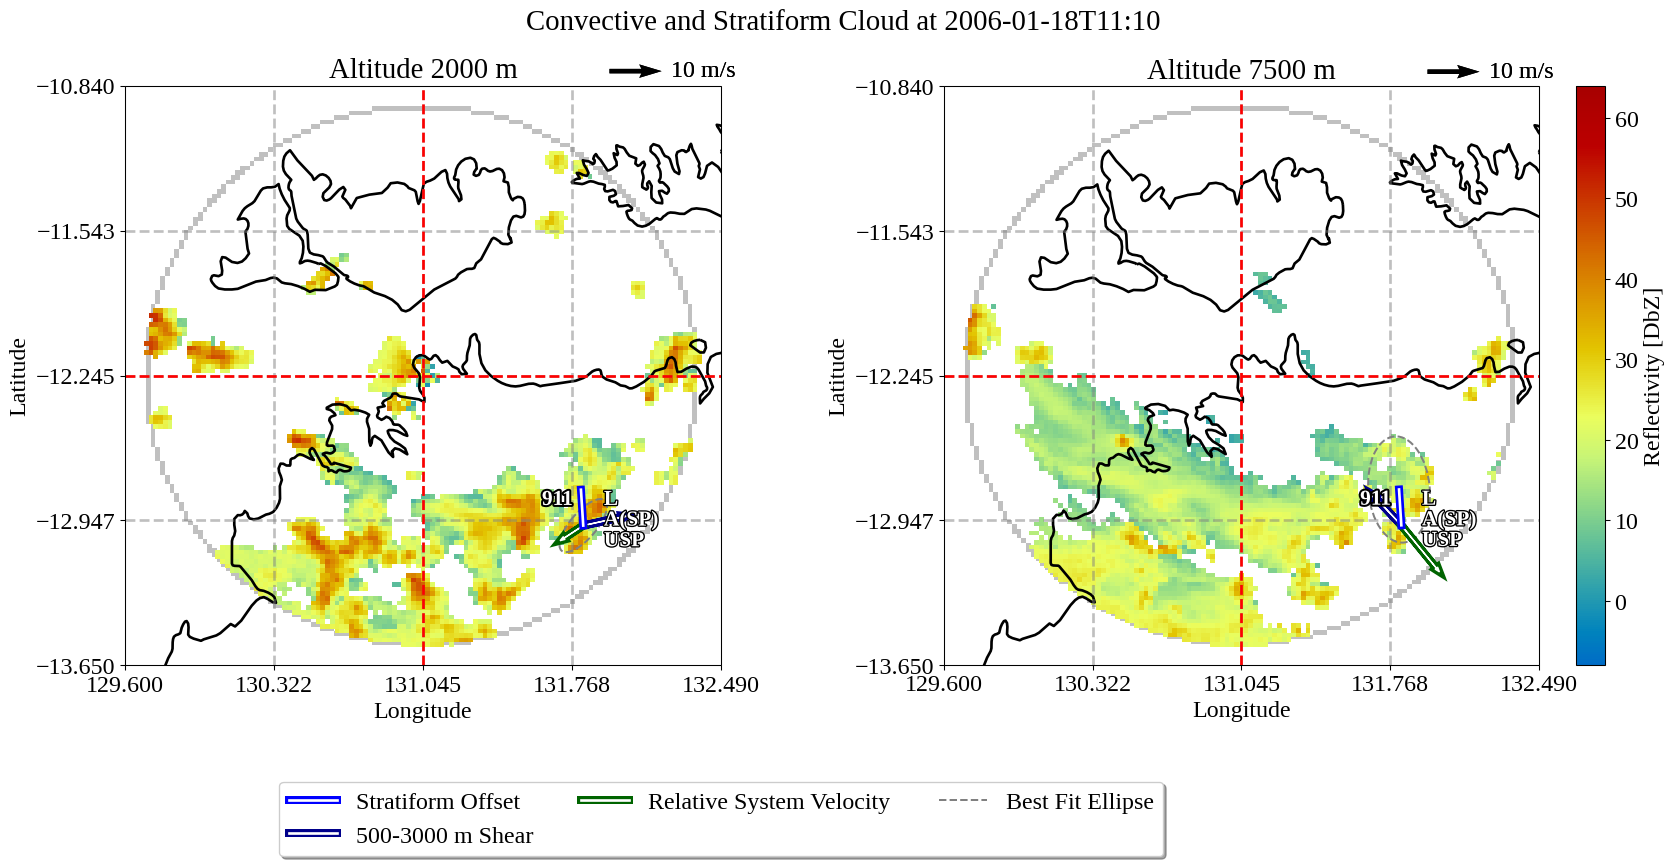 Convective and Stratiform Cloud at 2006-01-18T11:10
Altitude 2000 m
10 m/s
Altitude 7500 m
10 m/s
−10.840
−11.543
−12.245
−12.947
−13.650
Latitude
129.600
130.322
131.045
131.768
132.490
Longitude
911
L
A(SP)
USP
−10.840
−11.543
−12.245
−12.947
−13.650
Latitude
129.600
130.322
131.045
131.768
132.490
Longitude
911
L
A(SP)
USP
60
50
40
30
20
10
0
Reflectivity [DbZ]
Stratiform Offset
500-3000 m Shear
Relative System Velocity
Best Fit Ellipse